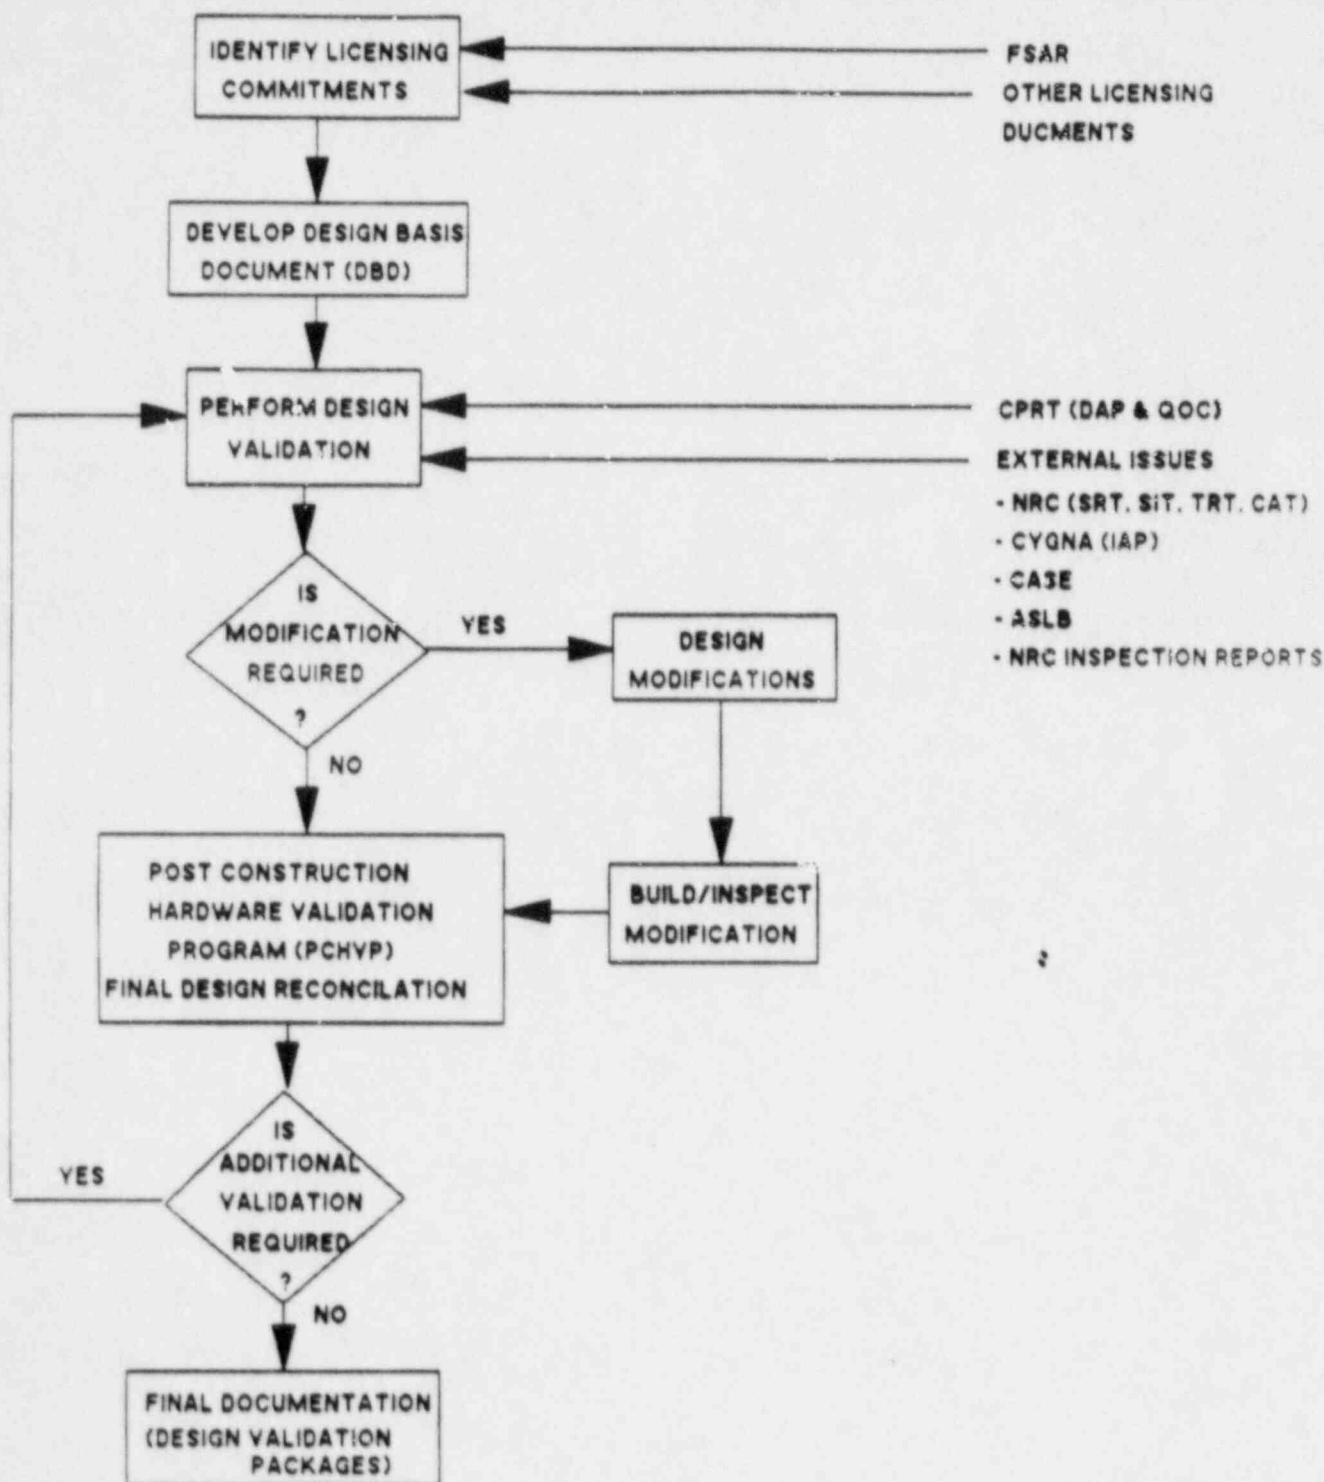 IDENTIFY LICENSING
COMMITMENTS
FSAR
OTHER LICENSING
DUCMENTS
DEVELOP DESIGN BASIS
DOCUMENT (DBD)
PERFORM DESIGN
VALIDATION
CPRT (DAP & QOC)
EXTERNAL ISSUES
- NRC (SRT, SIT, TRT, CAT)
- CYGNA (IAP)
- CASE
- ASLB
- NRC INSPECTION REPORTS
IS
MODIFICATION
REQUIRED
?
YES
DESIGN
MODIFICATIONS
NO
POST CONSTRUCTION
HARDWARE VALIDATION
PROGRAM (PCHVP)
FINAL DESIGN RECONCILATION
BUILD/INSPECT
MODIFICATION
IS
ADDITIONAL
VALIDATION
REQUIRED
?
YES
NO
FINAL DOCUMENTATION
(DESIGN VALIDATION
PACKAGES)